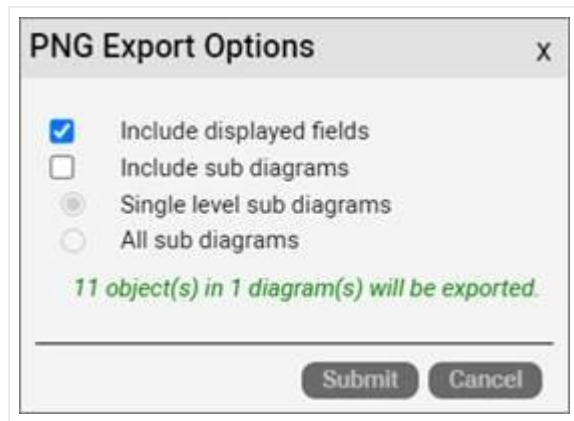 PNG Export Options X
Include displayed fields
Include sub diagrams
Single level sub diagrams
All sub diagrams
11 object(s) in 1 diagram(s) will be exported.
Submit Cancel